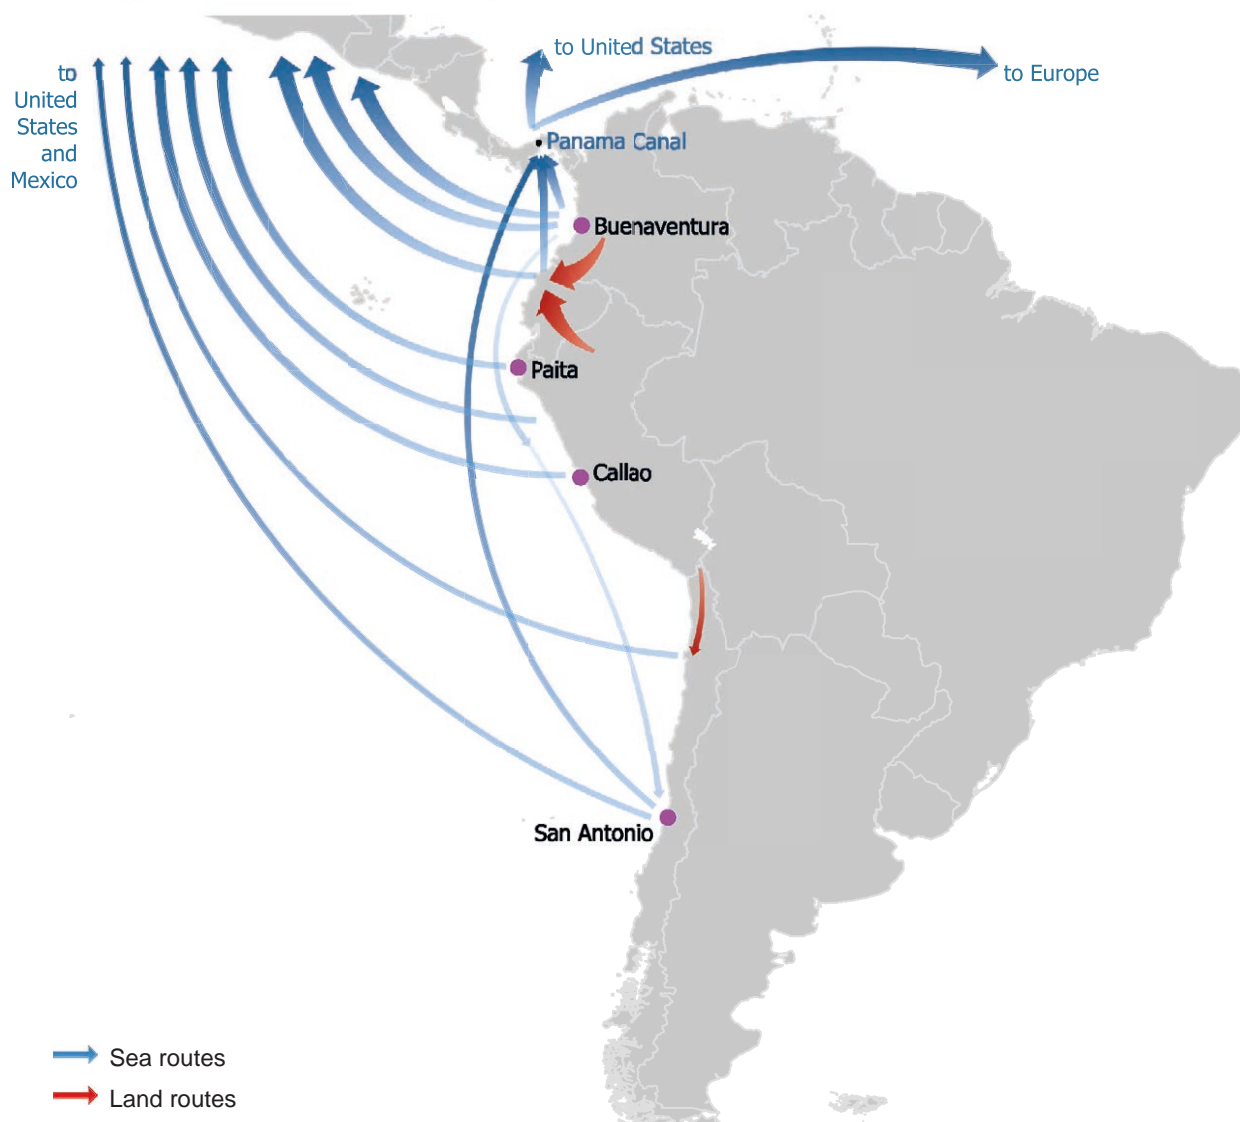 to United States
to Europe
to
United
States
and
Mexico
Panama Canal
Buenaventura
Paita
Callao
San Antonio
Sea routes
Land routes